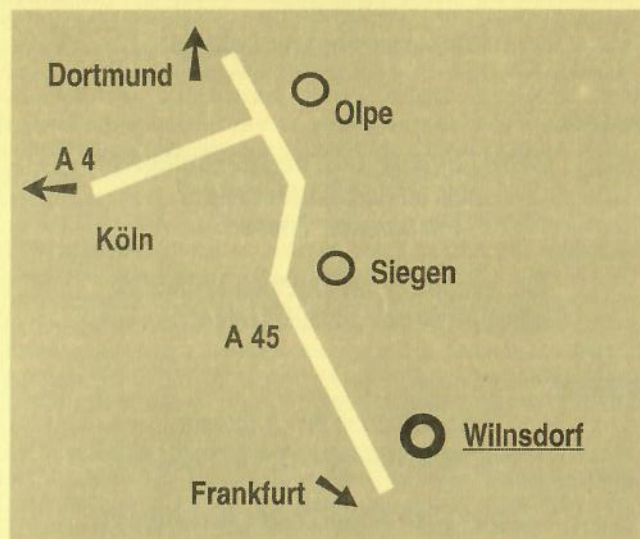 Dortmund
Olpe
A 4
Köln
Siegen
A 45
Wilnsdorf
Frankfurt